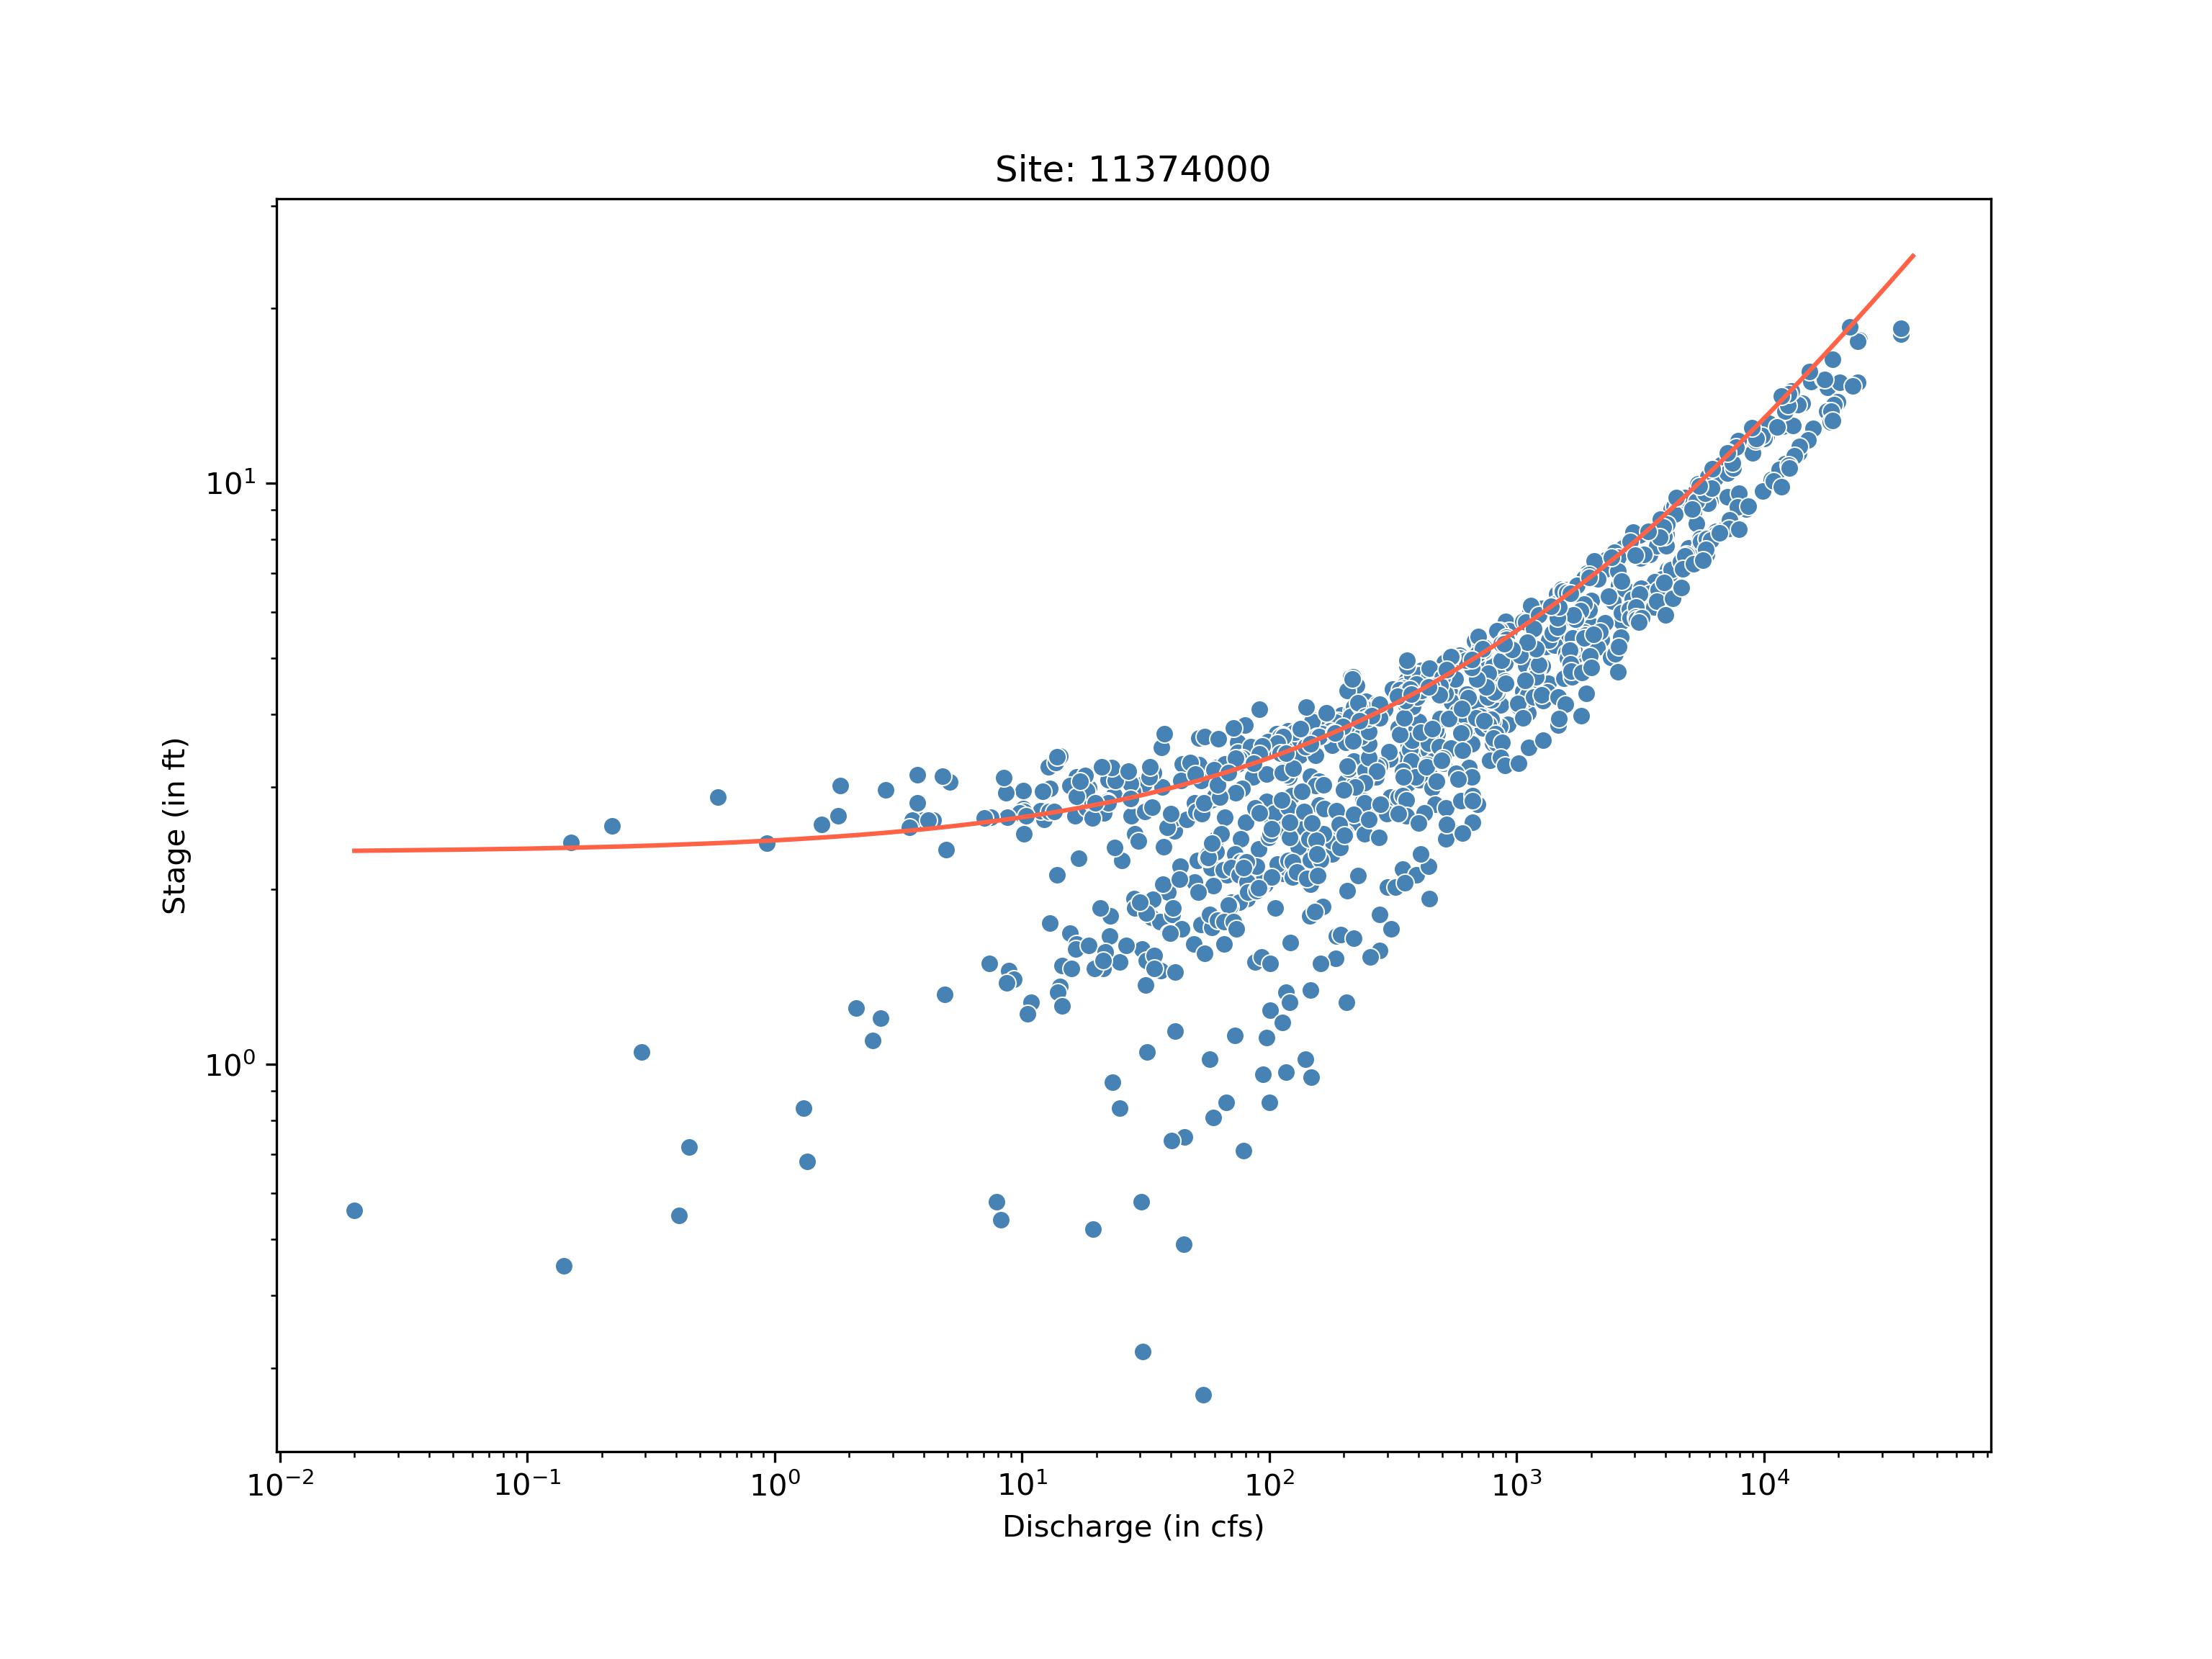 Site: 11374000
10¹
10⁰
Stage (in ft)
10⁻² 10⁻¹ 10⁰ 10¹ 10² 10³ 10⁴
Discharge (in cfs)